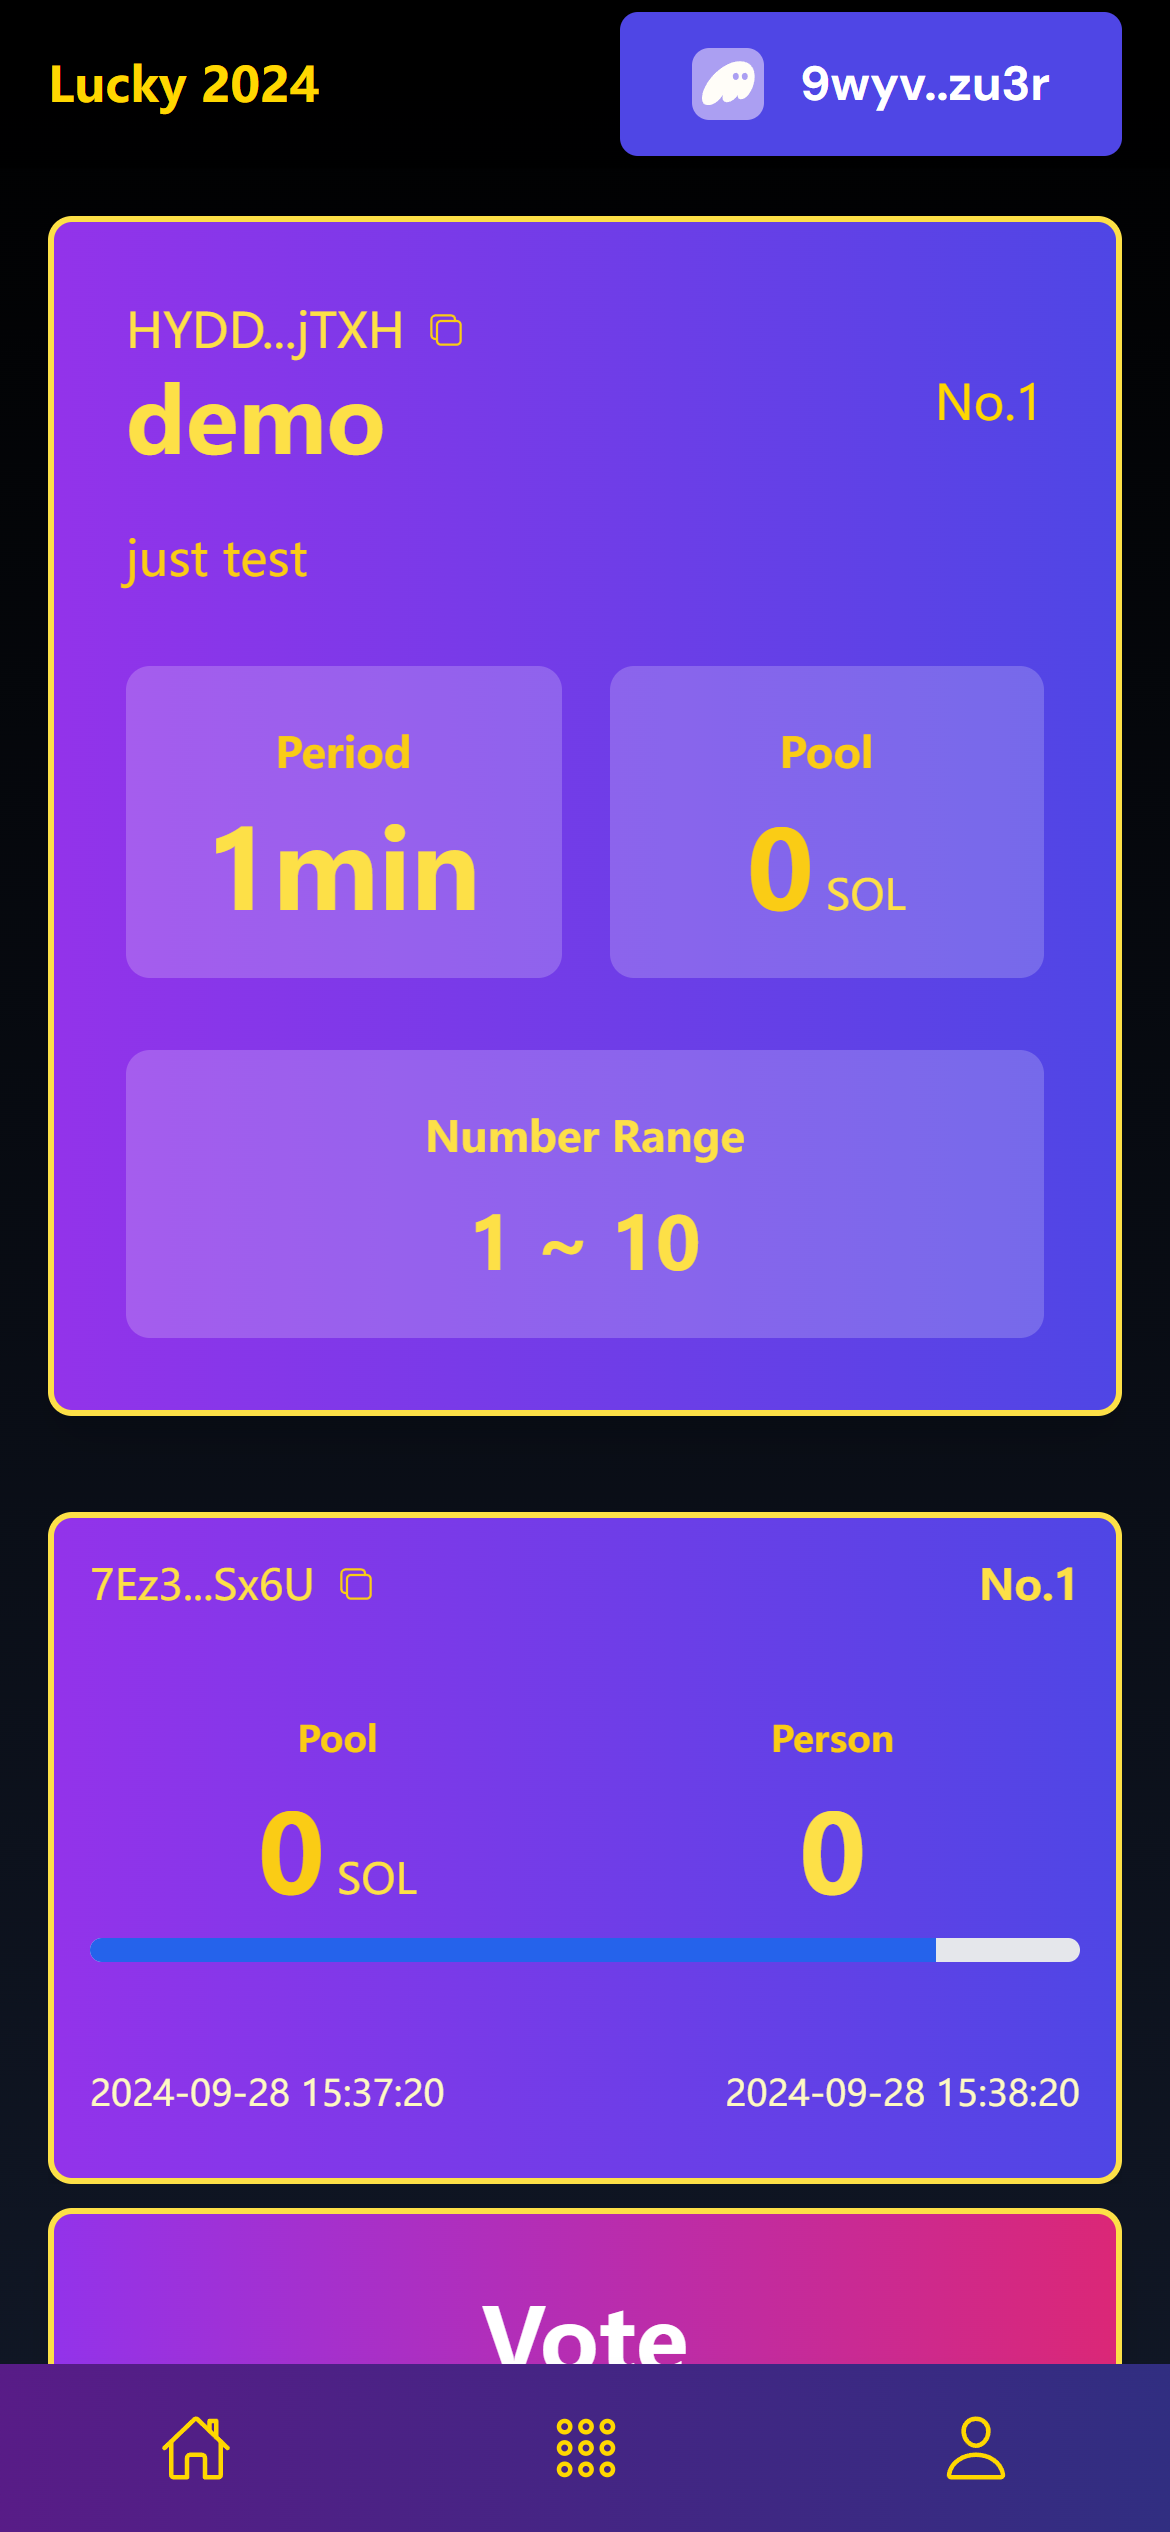 Lucky 2024
9wyv..zu3r
HYDD...jTXH
demo
No.1
just test
Period
1min
Pool
0 SOL
Number Range
1 ~ 10
7Ez3...Sx6U
No.1
Pool
0 SOL
Person
0
2024-09-28 15:37:20
2024-09-28 15:38:20
Vote